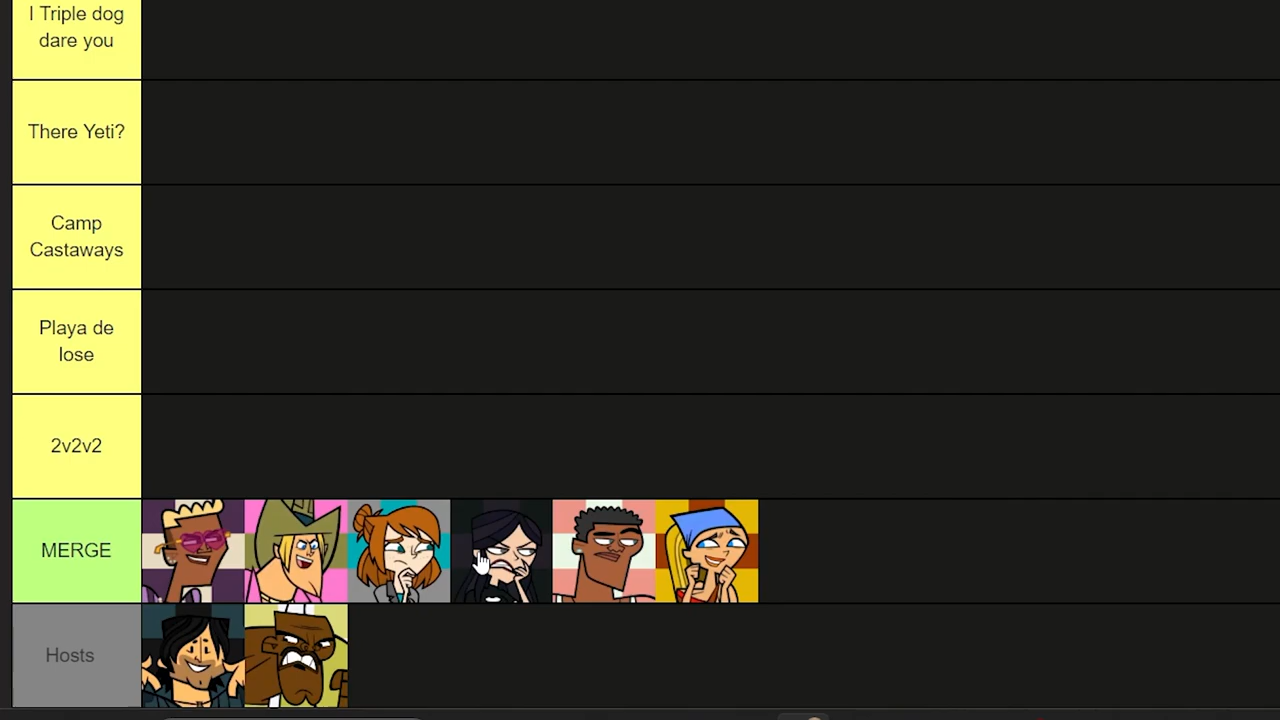 I Triple dog
dare you
There Yeti?
Camp
Castaways
Playa de
lose
2v2v2
MERGE
Hosts